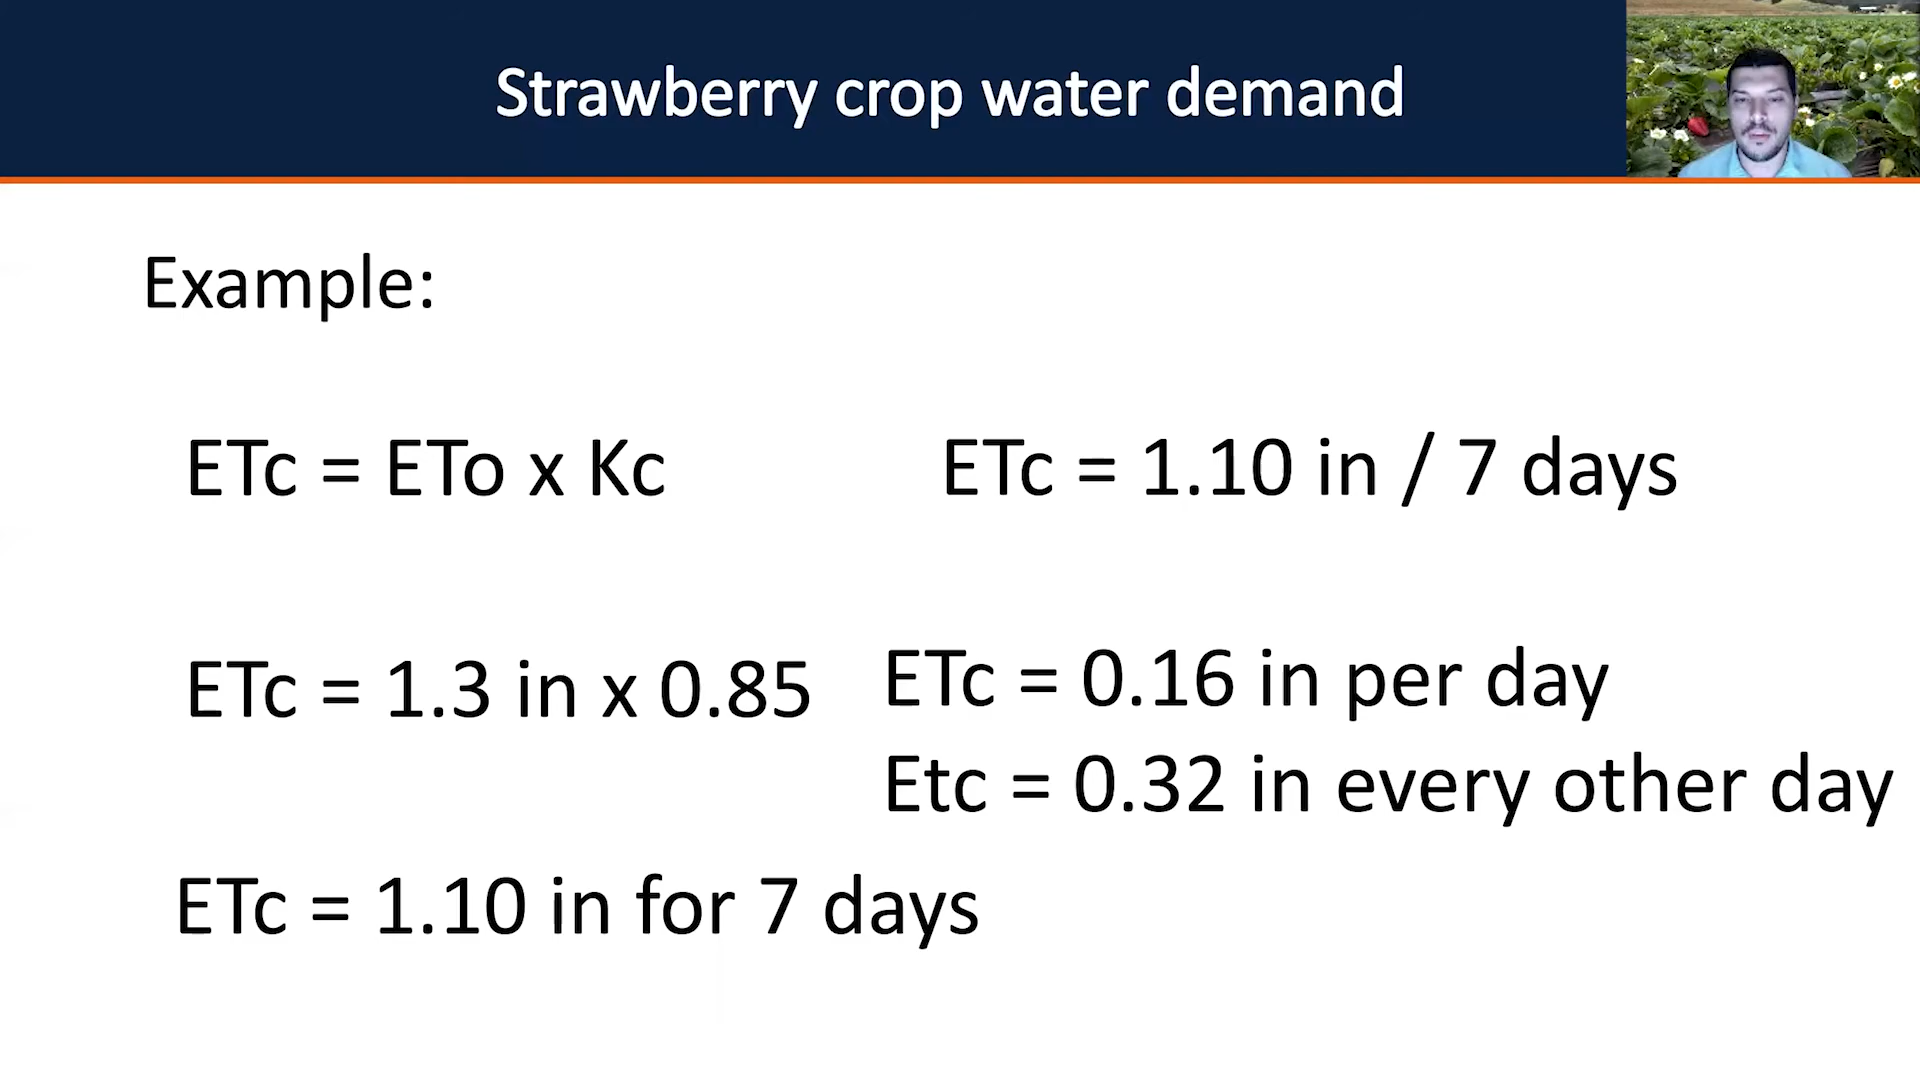 Strawberry crop water demand
Example:
ETc = ETo x Kc
ETc = 1.3 in x 0.85
ETc = 1.10 in for 7 days
ETc = 1.10 in / 7 days
ETc = 0.16 in per day
Etc = 0.32 in every other day